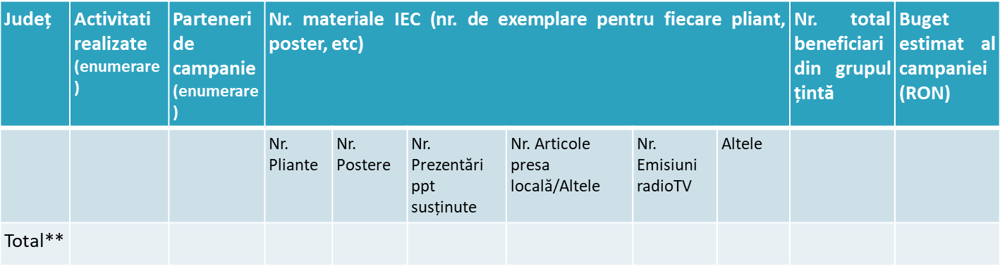 Județ
Activitati
realizate
(enumerare
)
Parteneri
de
campanie
(enumerare
)
Nr. materiale IEC (nr. de exemplare pentru fiecare pliant,
poster, etc)
Nr. total
beneficiari
din grupul
țintă
Buget
estimat al
campaniei
(RON)
Nr.
Pliante
Nr.
Postere
Nr.
Prezentări
ppt
susținute
Nr. Articole
presa
locală/Altele
Nr.
Emisiuni
radioTV
Altele
Total**